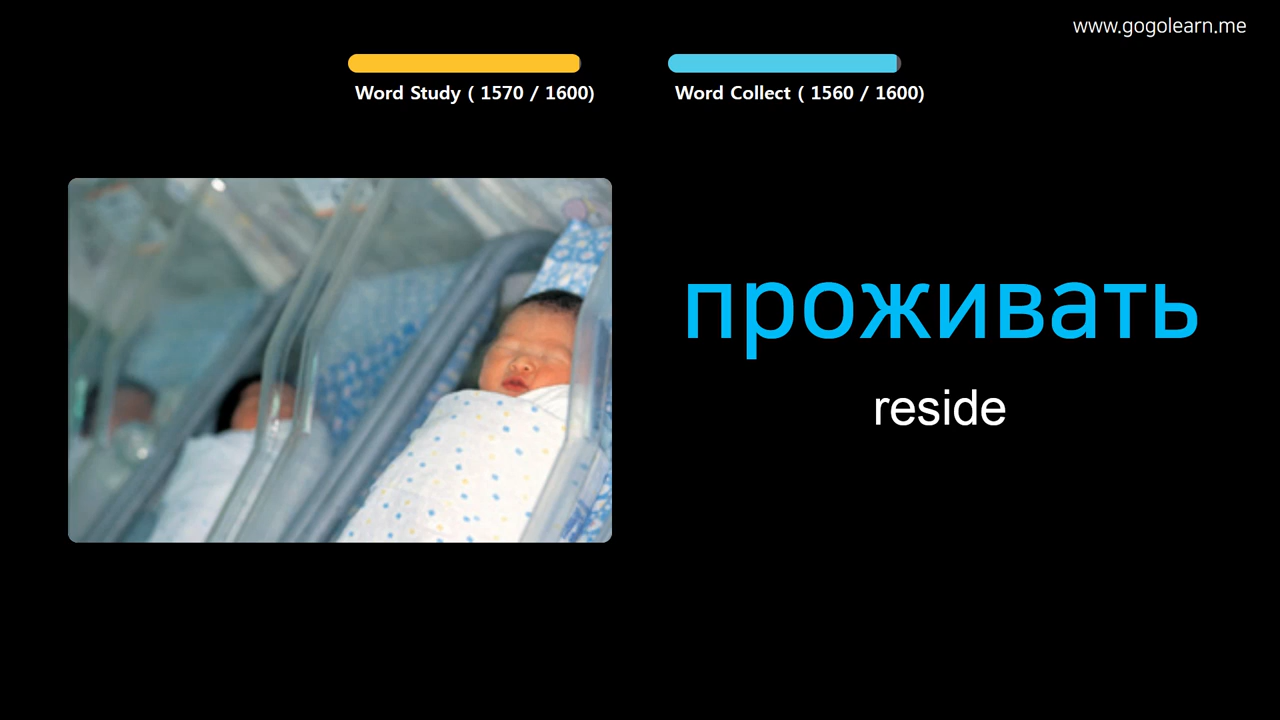 www.gogolearn.me
Word Study ( 1570 / 1600)
Word Collect ( 1560 / 1600)
проживать
reside